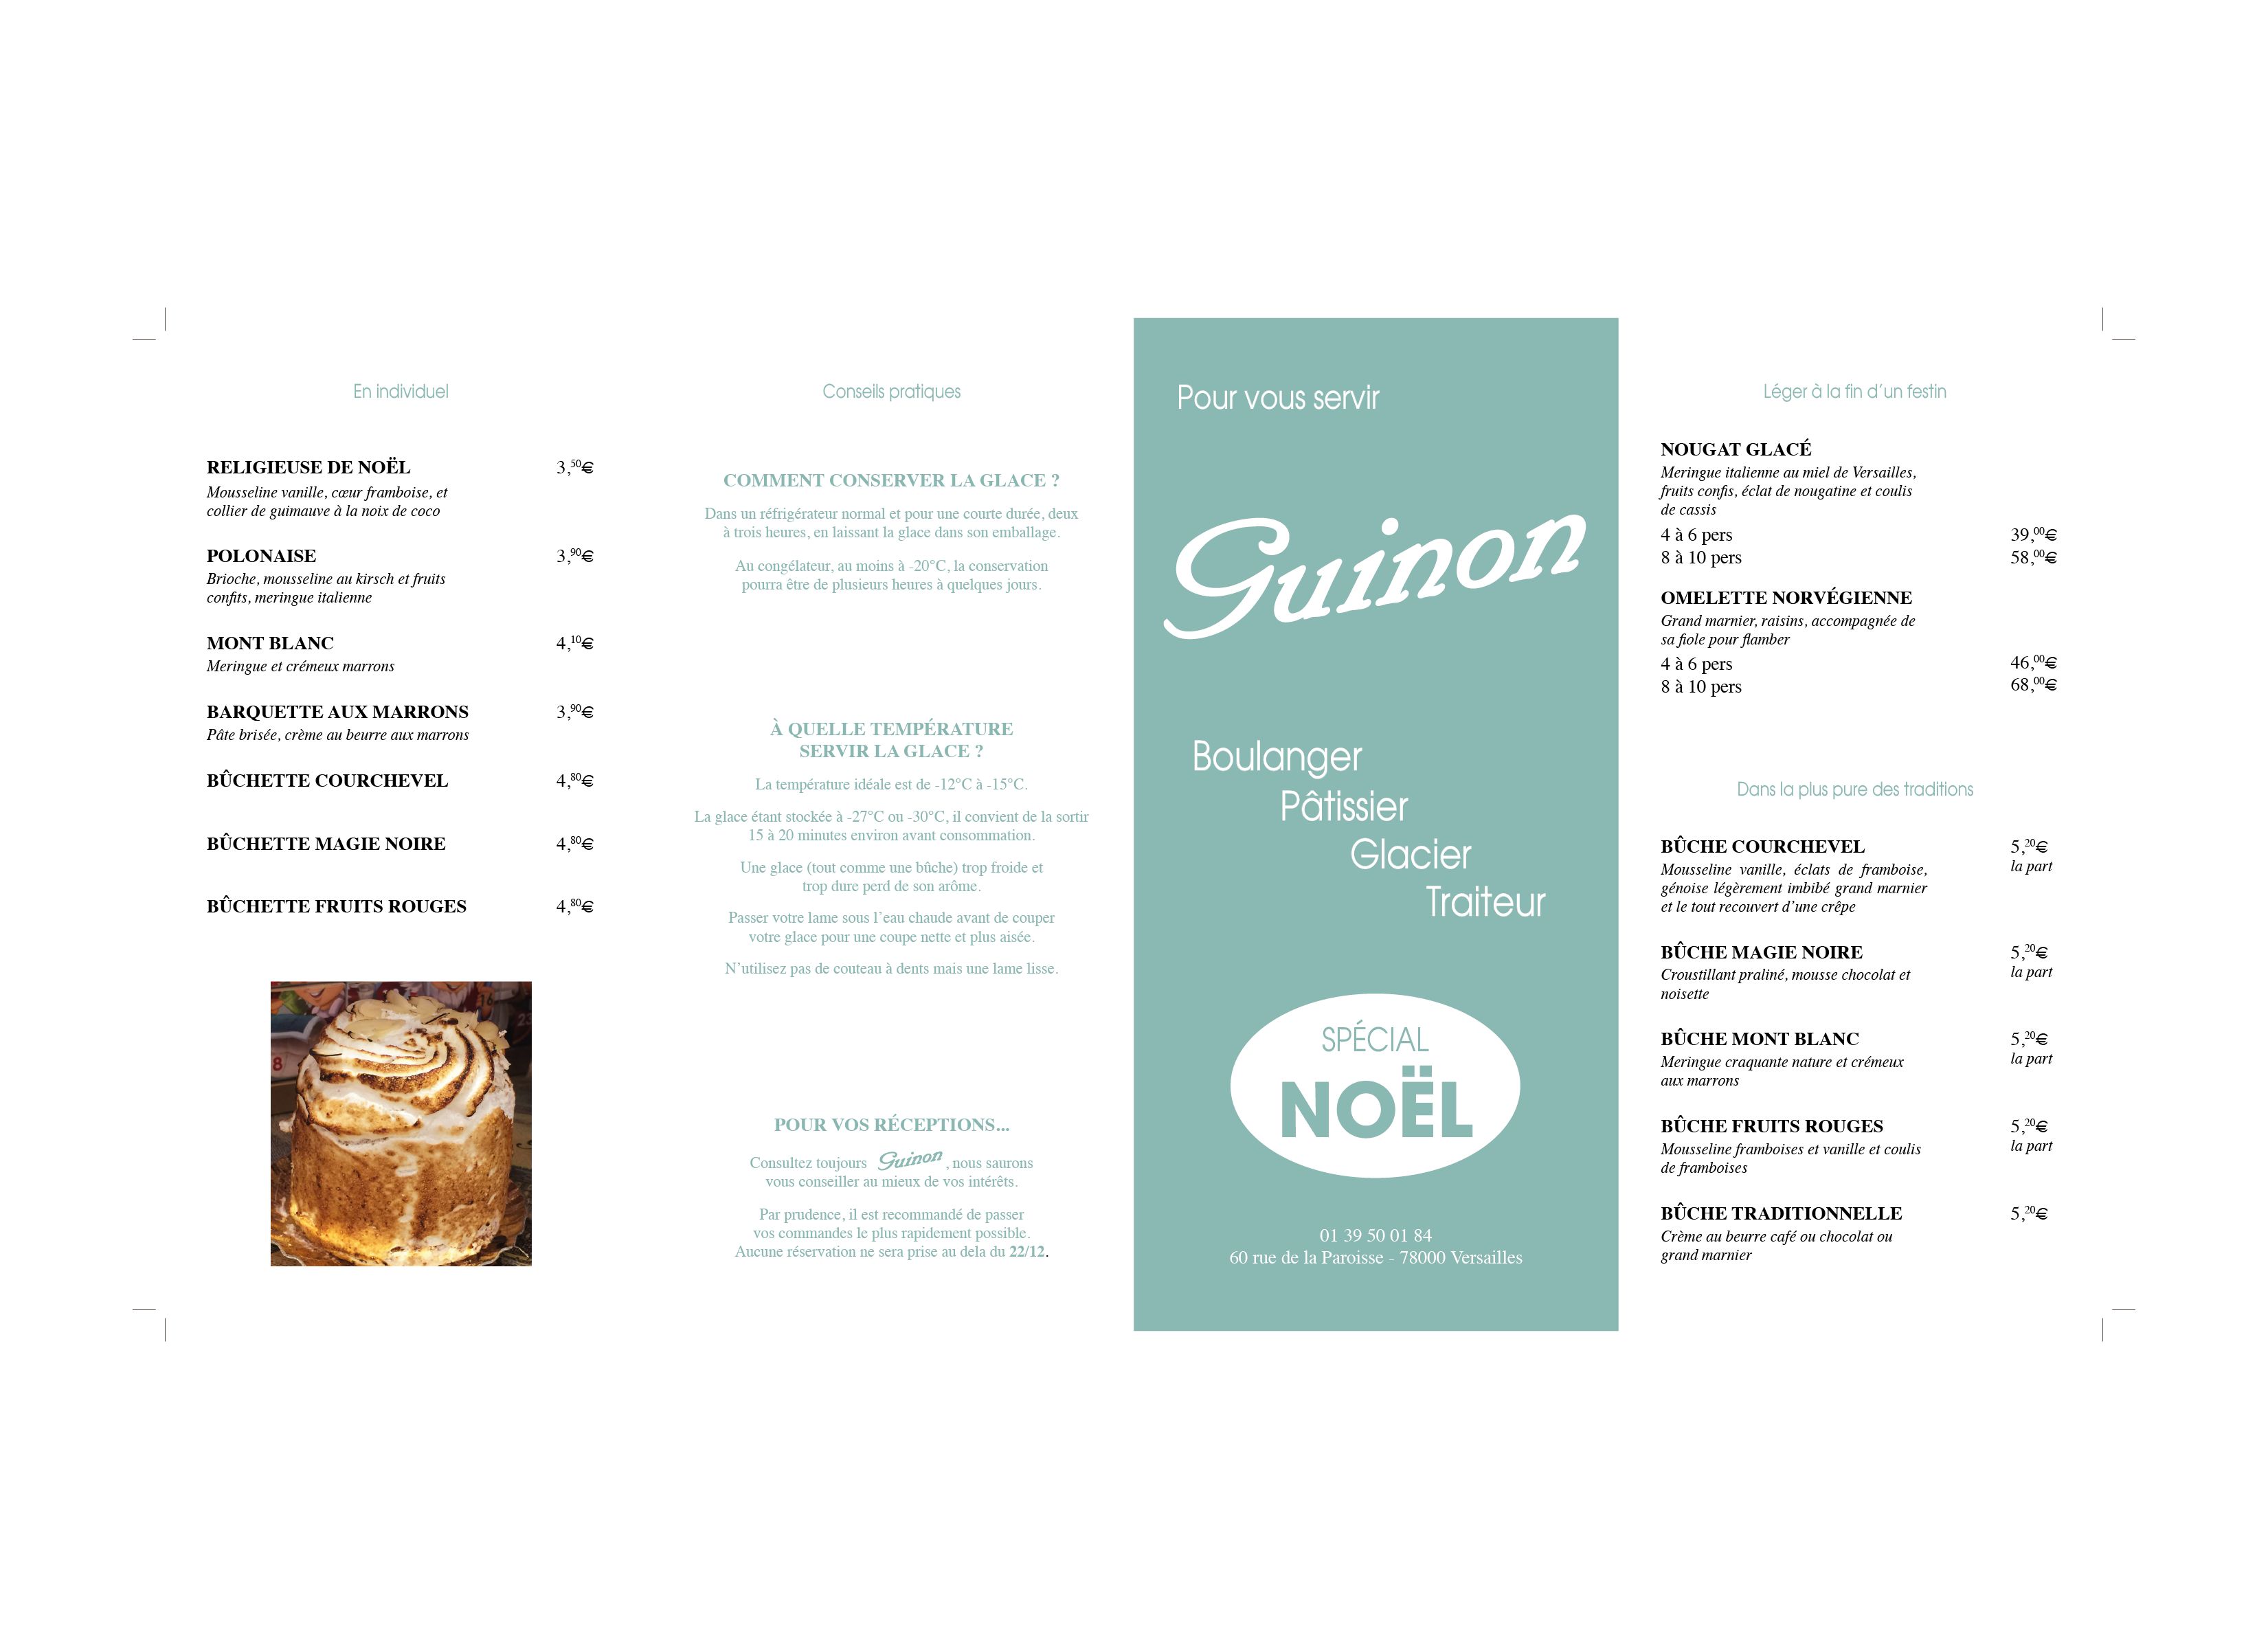 En individuel
RELIGIEUSE DE NOËL 3,50€
Mousseline vanille, cœur framboise, et
collier de guimauve à la noix de coco
POLONAISE 3,90€
Brioche, mousseline au kirsch et fruits
confits, meringue italienne
MONT BLANC 4,10€
Meringue et crémeux marrons
BARQUETTE AUX MARRONS 3,90€
Pâte brisée, crème au beurre aux marrons
BÛCHETTE COURCHEVEL 4,80€
BÛCHETTE MAGIE NOIRE 4,80€
BÛCHETTE FRUITS ROUGES 4,80€
16
23
8
Conseils pratiques
COMMENT CONSERVER LA GLACE ?
Dans un réfrigérateur normal et pour une courte durée, deux
à trois heures, en laissant la glace dans son emballage.
Au congélateur, au moins à -20°C, la conservation
pourra être de plusieurs heures à quelques jours.
À QUELLE TEMPÉRATURE
SERVIR LA GLACE ?
La température idéale est de -12°C à -15°C.
La glace étant stockée à -27°C ou -30°C, il convient de la sortir
15 à 20 minutes environ avant consommation.
Une glace (tout comme une bûche) trop froide et
trop dure perd de son arôme.
Passer votre lame sous l’eau chaude avant de couper
votre glace pour une coupe nette et plus aisée.
N’utilisez pas de couteau à dents mais une lame lisse.
POUR VOS RÉCEPTIONS...
Consultez toujours Guinon, nous saurons
vous conseiller au mieux de vos intérêts.
Par prudence, il est recommandé de passer
vos commandes le plus rapidement possible.
Aucune réservation ne sera prise au dela du 22/12.
Pour vous servir
Guinon
Boulanger
Pâtissier
Glacier
Traiteur
SPÉCIAL
NOËL
01 39 50 01 84
60 rue de la Paroisse - 78000 Versailles
Léger à la fin d’un festin
NOUGAT GLACÉ
Meringue italienne au miel de Versailles,
fruits confis, éclat de nougatine et coulis
de cassis
4 à 6 pers 39,00€
8 à 10 pers 58,00€
OMELETTE NORVÉGIENNE
Grand marnier, raisins, accompagnée de
sa fiole pour flamber
4 à 6 pers 46,00€
8 à 10 pers 68,00€
Dans la plus pure des traditions
BÛCHE COURCHEVEL 5,20€
la part
Mousseline vanille, éclats de framboise,
génoise légèrement imbibé grand marnier
et le tout recouvert d’une crêpe
BÛCHE MAGIE NOIRE 5,20€
la part
Croustillant praliné, mousse chocolat et
noisette
BÛCHE MONT BLANC 5,20€
la part
Meringue craquante nature et crémeux
aux marrons
BÛCHE FRUITS ROUGES 5,20€
la part
Mousseline framboises et vanille et coulis
de framboises
BÛCHE TRADITIONNELLE 5,20€
Crème au beurre café ou chocolat ou
grand marnier